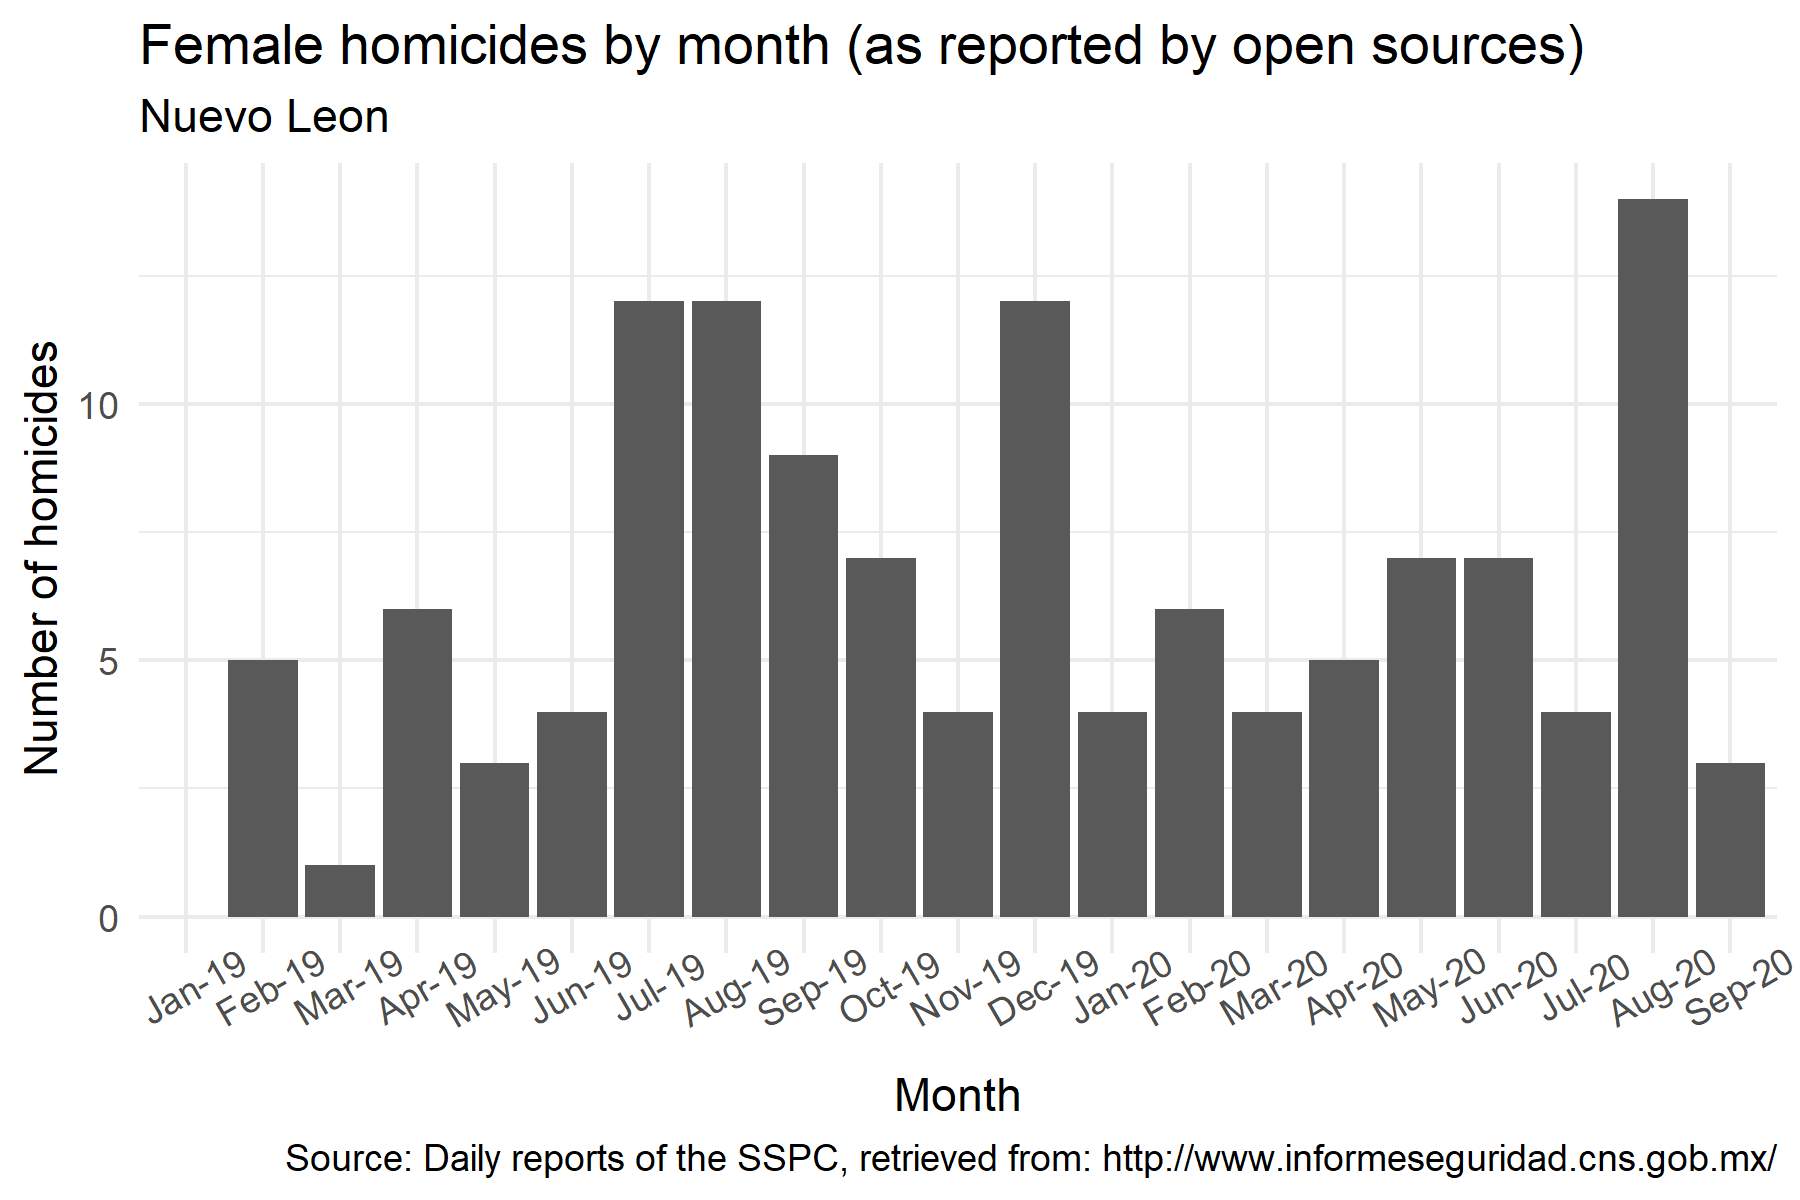 Female homicides by month (as reported by open sources)
Nuevo Leon
Number of homicides
10
5
0
Jan-19
Feb-19
Mar-19
Apr-19
May-19
Jun-19
Jul-19
Aug-19
Sep-19
Oct-19
Nov-19
Dec-19
Jan-20
Feb-20
Mar-20
Apr-20
May-20
Jun-20
Jul-20
Aug-20
Sep-20
Month
Source: Daily reports of the SSPC, retrieved from: http://www.informeseguridad.cns.gob.mx/